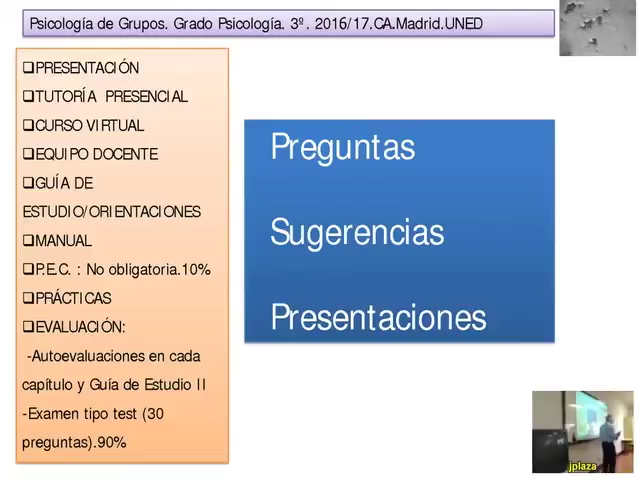 Psicología de Grupos. Grado Psicología. 3º. 2016/17.CA.Madrid.UNED
❑PRESENTACIÓN
❑TUTORÍA PRESENCIAL
❑CURSO VIRTUAL
❑EQUIPO DOCENTE
❑GUÍA DE
ESTUDIO/ORIENTACIONES
❑MANUAL
❑P.E.C. : No obligatoria.10%
❑PRÁCTICAS
❑EVALUACIÓN:
-Autoevaluaciones en cada
capítulo y Guía de Estudio II
-Examen tipo test (30
preguntas).90%
Preguntas
Sugerencias
Presentaciones
jplaza